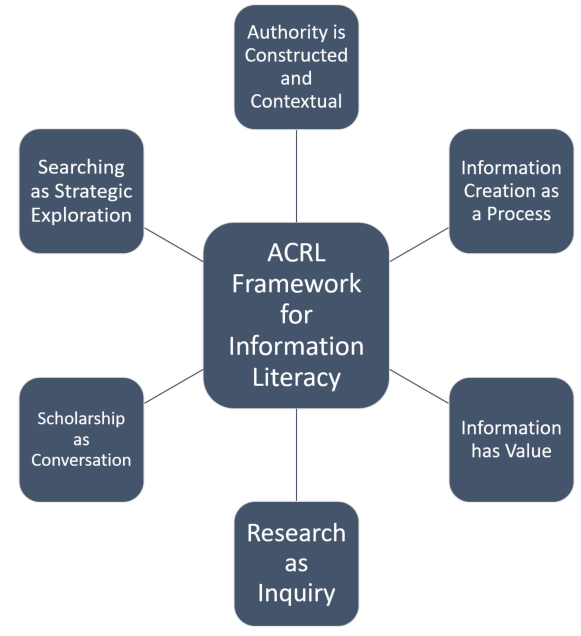 Authority is
Constructed
and
Contextual
Searching
as Strategic
Exploration
Information
Creation as
a Process
ACRL
Framework
for
Information
Literacy
Scholarship
as
Conversation
Information
has Value
Research
as
Inquiry